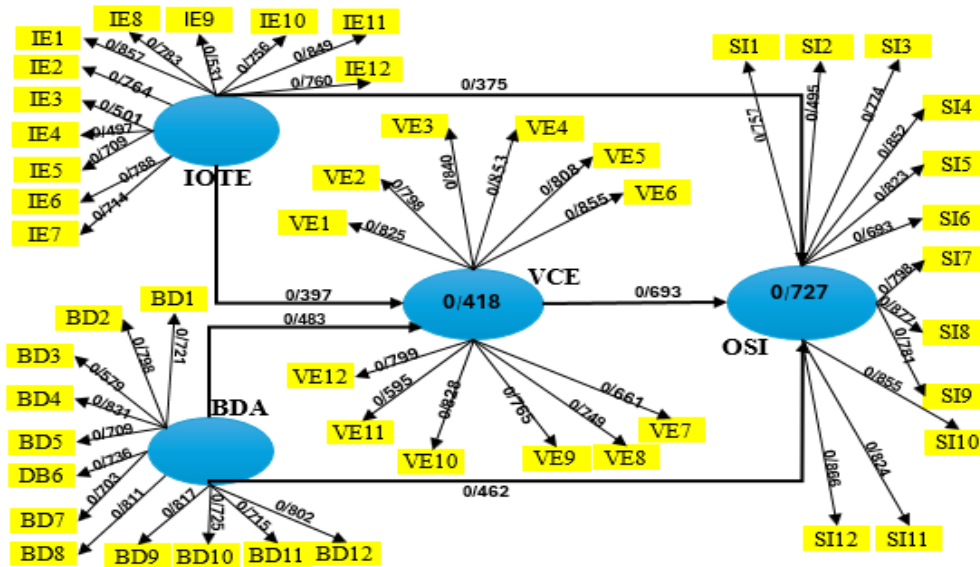 IE8
IE9
IE10
IE11
IE1
IE2
IE3
IE4
IE5
IE6
IE7
IE12
0/857
0/783
0/531
0/756
0/849
0/760
0/764
0/501
0/497
0/709
0/788
0/714
IOTE
0/375
SI1
SI2
SI3
SI4
SI5
SI6
SI7
SI8
SI9
SI10
SI11
SI12
0/757
0/495
0/774
0/852
0/823
0/693
0/798
0/877
0/781
0/855
0/824
0/866
0/727
OSI
VE3
VE4
VE2
VE5
VE1
VE6
0/840
0/853
0/798
0/808
0/825
0/855
VCE
0/418
0/397
0/693
0/483
VE12
VE11
VE10
VE9
VE8
VE7
0/799
0/595
0/828
0/765
0/749
0/661
BD1
BD2
BD3
BD4
BD5
DB6
BD7
BD8
BD9
BD10
BD11
BD12
0/721
0/798
0/579
0/831
0/709
0/736
0/703
0/811
0/817
0/725
0/715
0/802
BDA
0/462